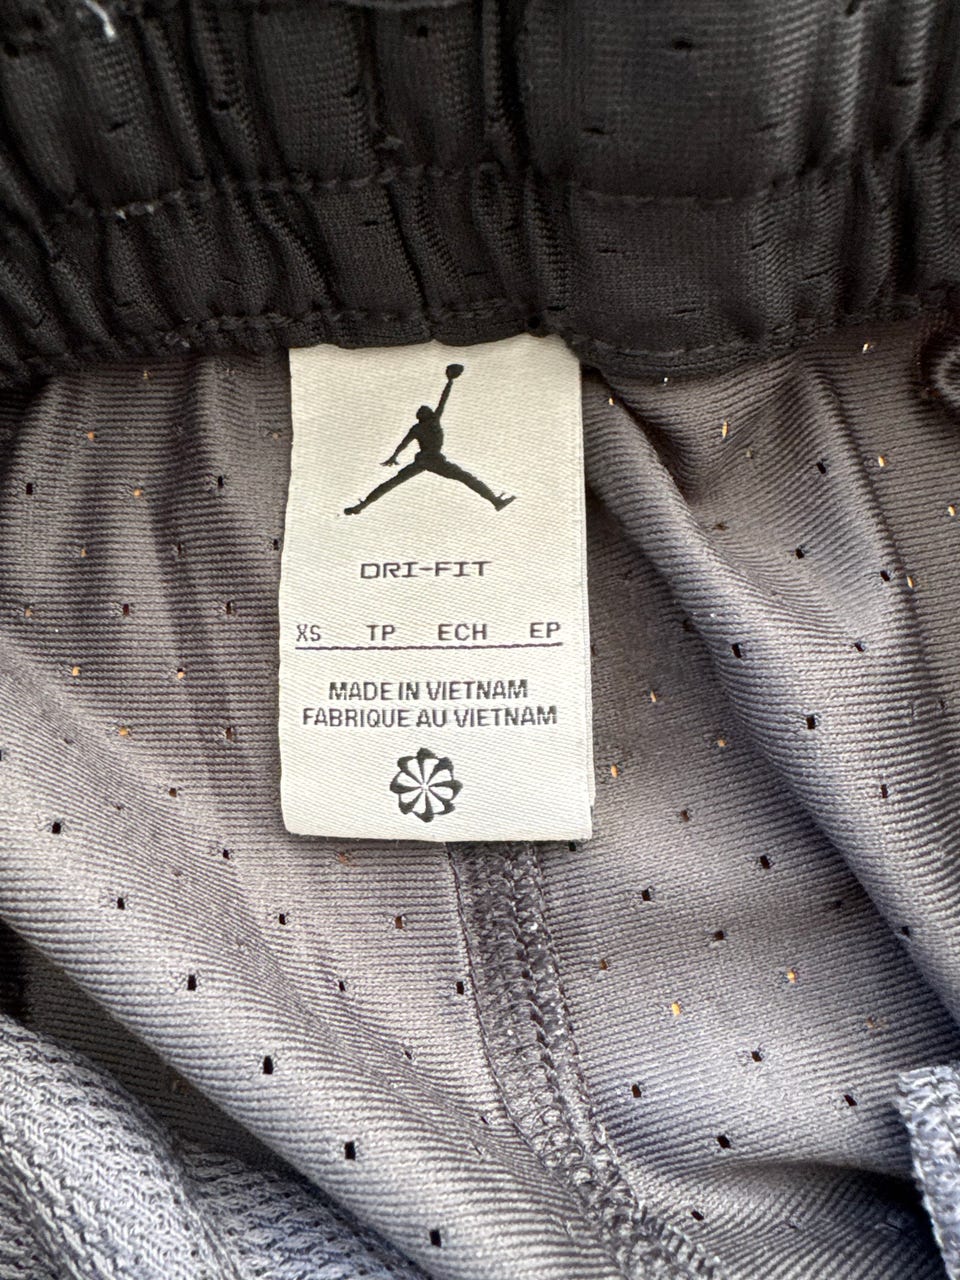 DRI-FIT
XS TP ECH EP
MADE IN VIETNAM
FABRIQUE AU VIETNAM